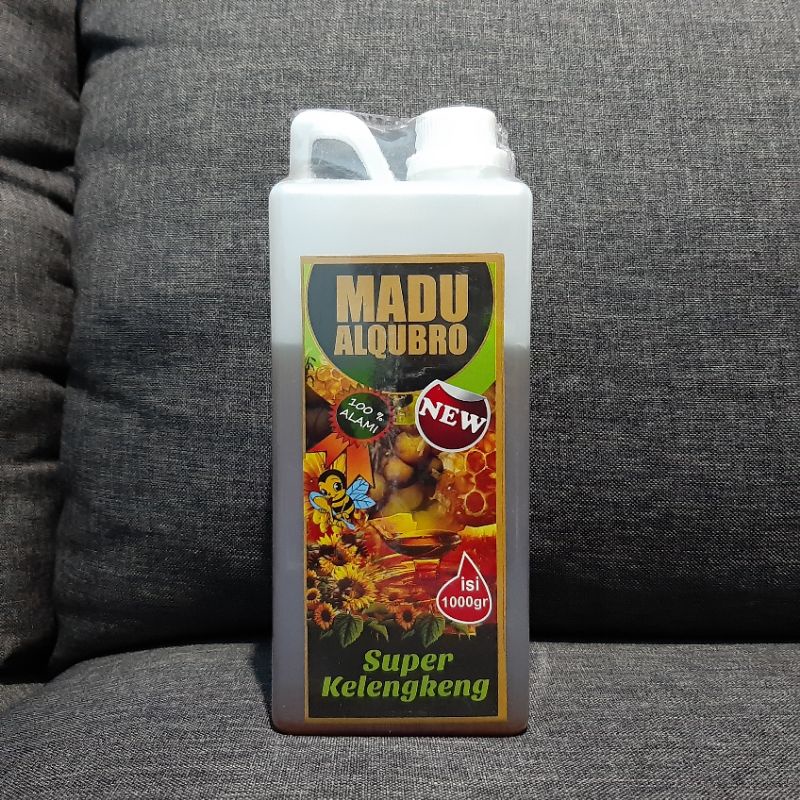 MADU
ALQUBRO
100 %
ALAMI
NEW
isi
1000gr
Super
Kelengkeng